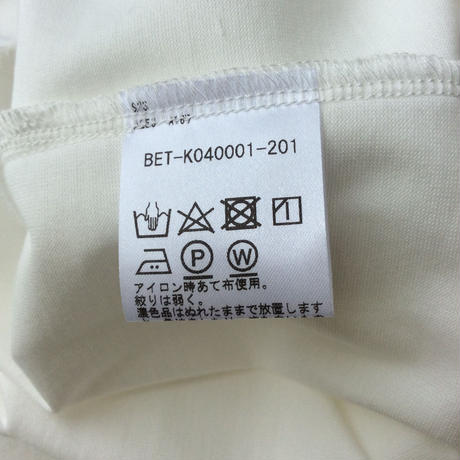 BET-K040001-201
P W
アイロン時あて布使用。
絞りは弱く。
濃色品はぬれたままで放置します